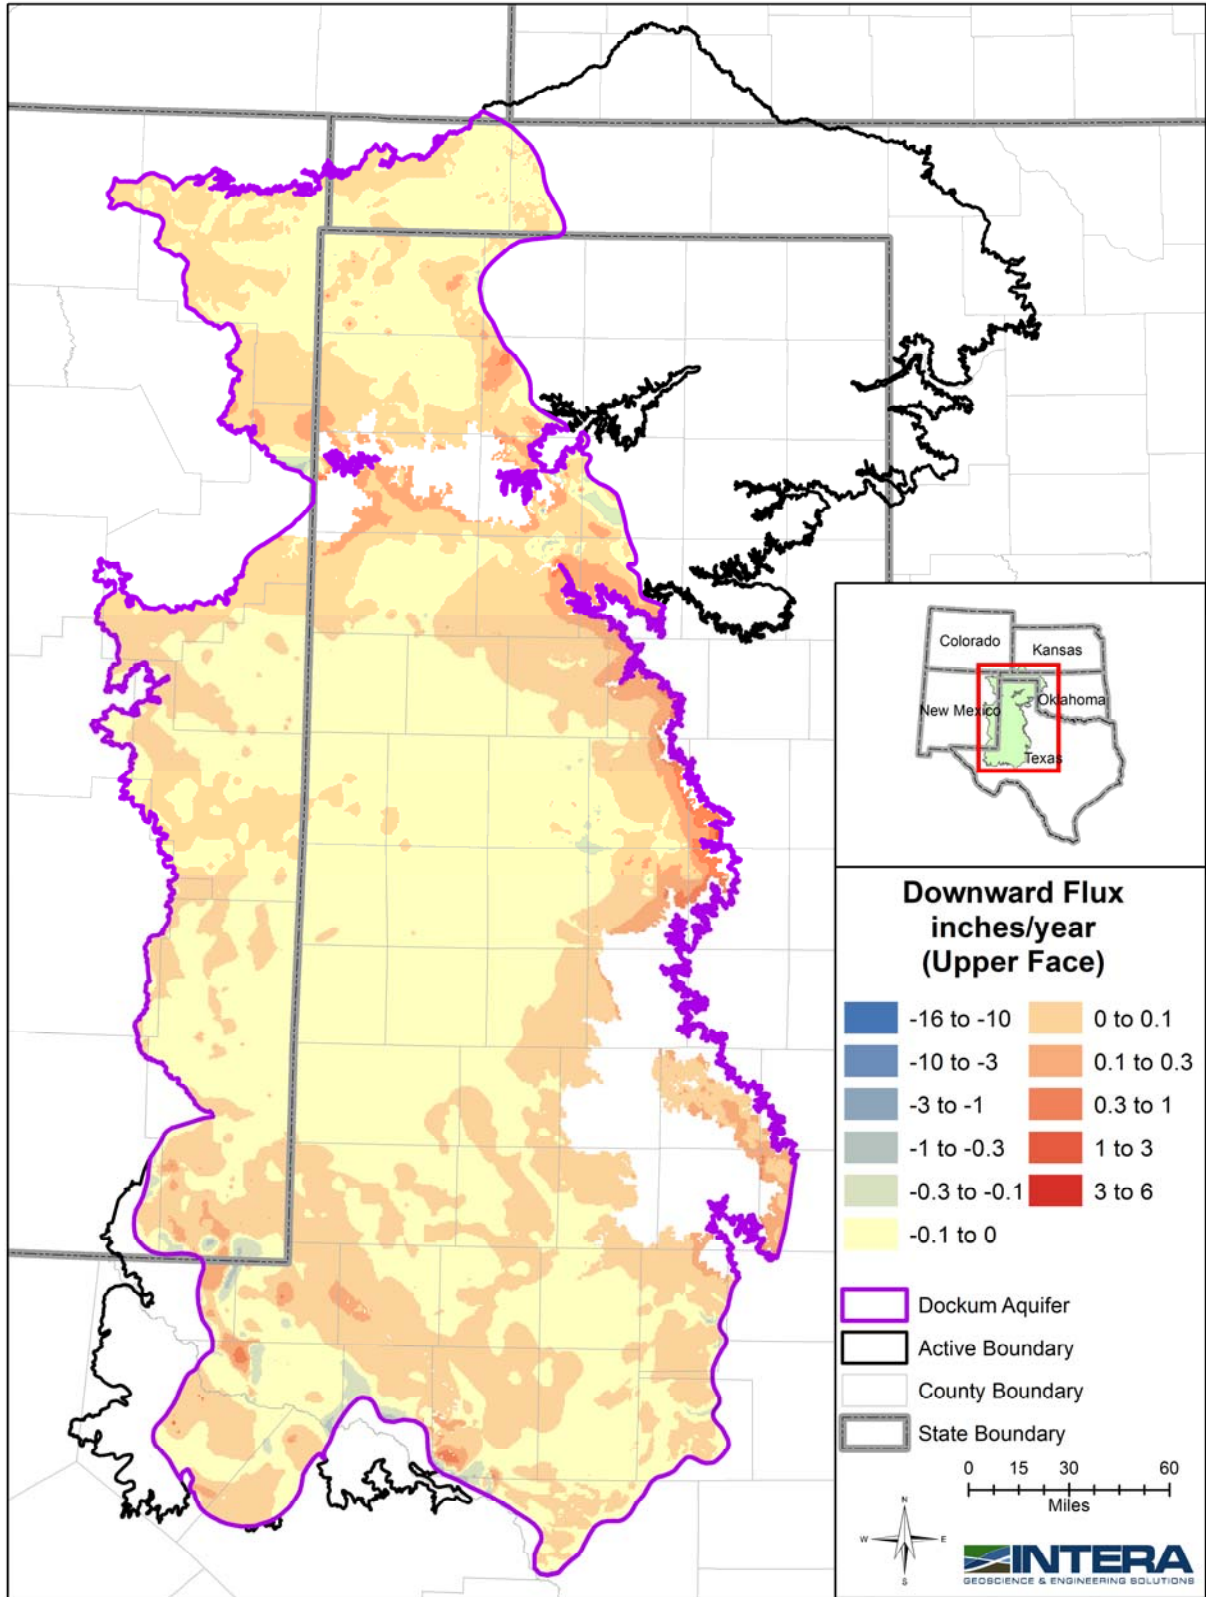 Colorado
Kansas
New Mexico
Oklahoma
Texas
Downward Flux
inches/year
(Upper Face)
-16 to -10
0 to 0.1
-10 to -3
0.1 to 0.3
-3 to -1
0.3 to 1
-1 to -0.3
1 to 3
-0.3 to -0.1
3 to 6
-0.1 to 0
Dockum Aquifer
Active Boundary
County Boundary
State Boundary
0 15 30 60
Miles
N
W E
S
INTERA
GEOSCIENCE & ENGINEERING SOLUTIONS